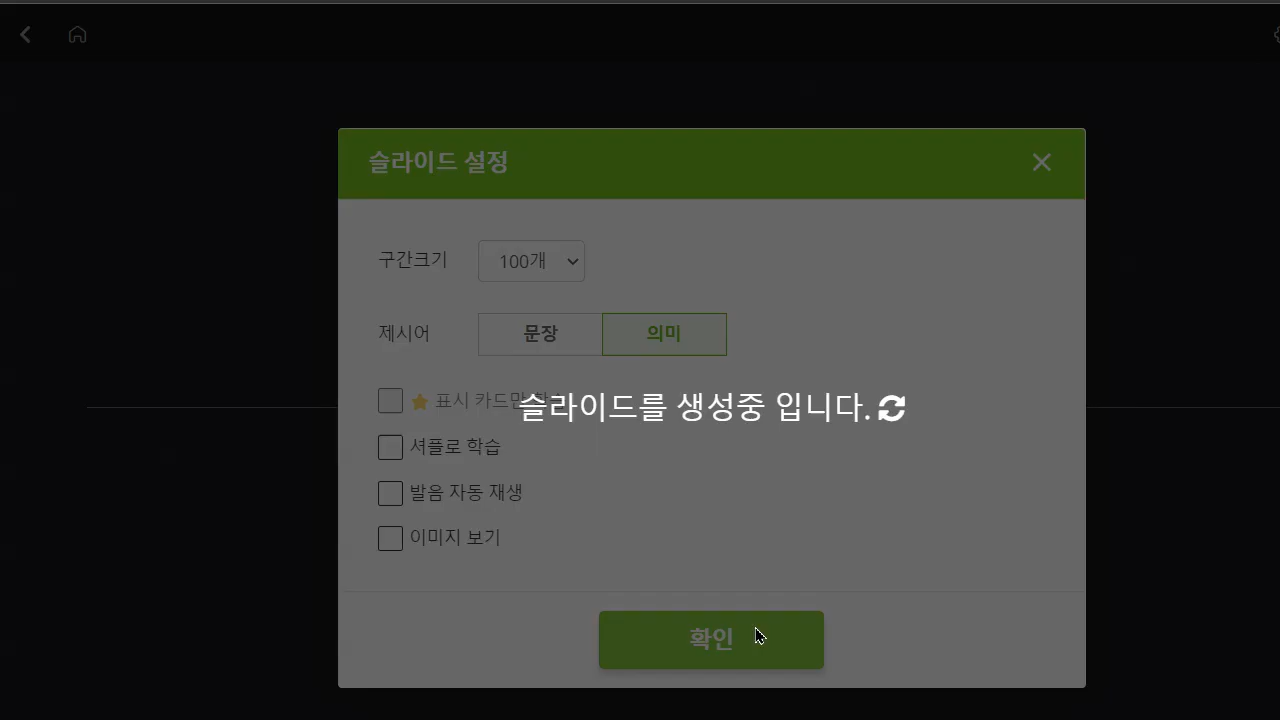 슬라이드 설정
구간크기 100개
제시어 문장 의미
표시 카드만
슬라이드를 생성중 입니다.
셔플로 학습
발음 자동 재생
이미지 보기
확인